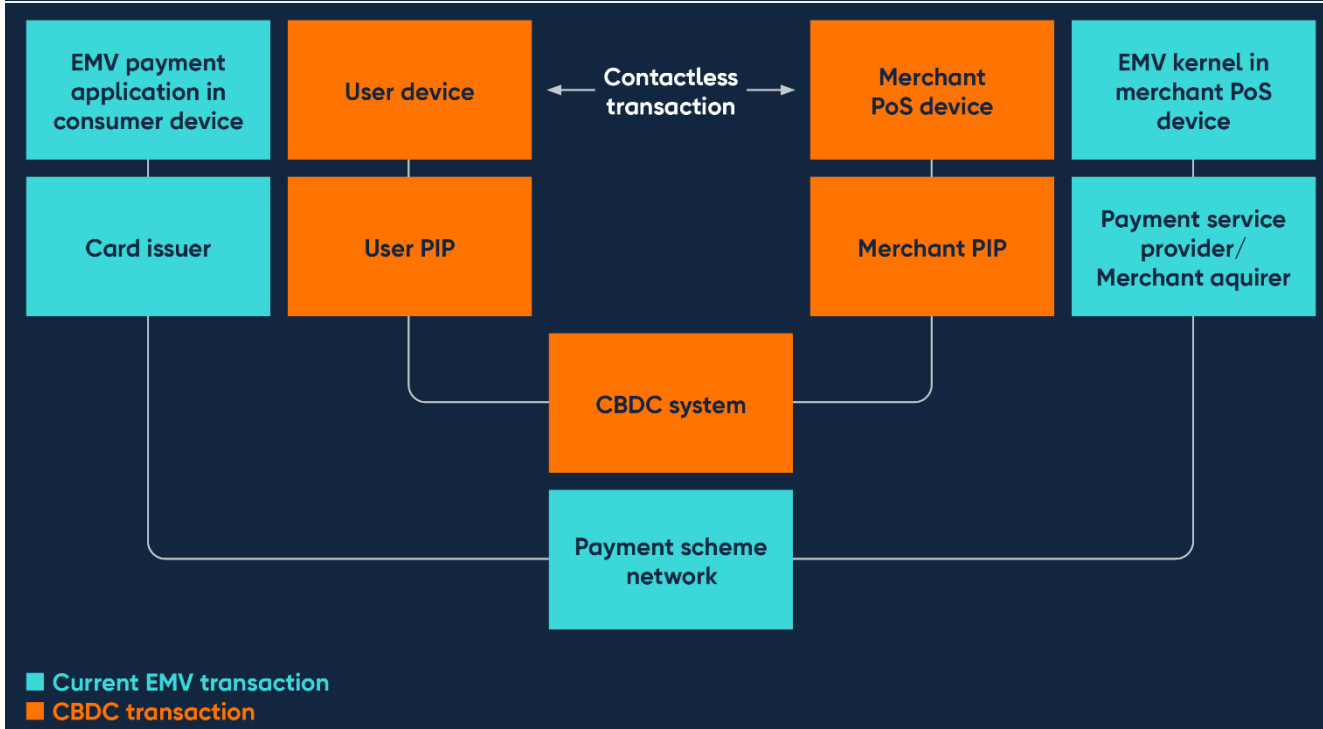 EMV payment
application in
consumer device
User device
Contactless
transaction
Merchant
PoS device
EMV kernel in
merchant PoS
device
Card issuer
User PIP
Merchant PIP
Payment service
provider/
Merchant aquirer
CBDC system
Payment scheme
network
Current EMV transaction
CBDC transaction